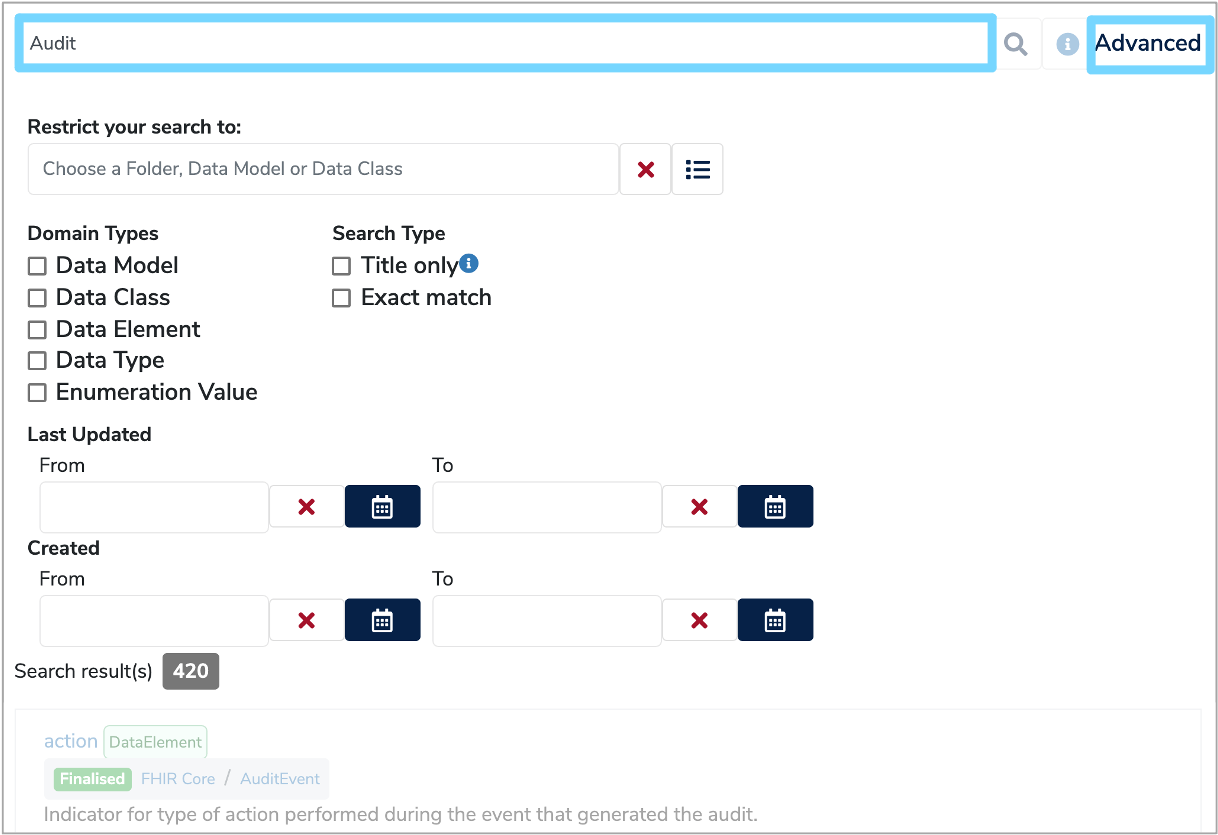 Audit Advanced
Restrict your search to:
Choose a Folder, Data Model or Data Class
Domain Types
Data Model
Data Class
Data Element
Data Type
Enumeration Value
Search Type
Title only
Exact match
Last Updated
From To
Created
From To
Search result(s) 420
action DataElement
Finalised FHIR Core / AuditEvent
Indicator for type of action performed during the event that generated the audit.